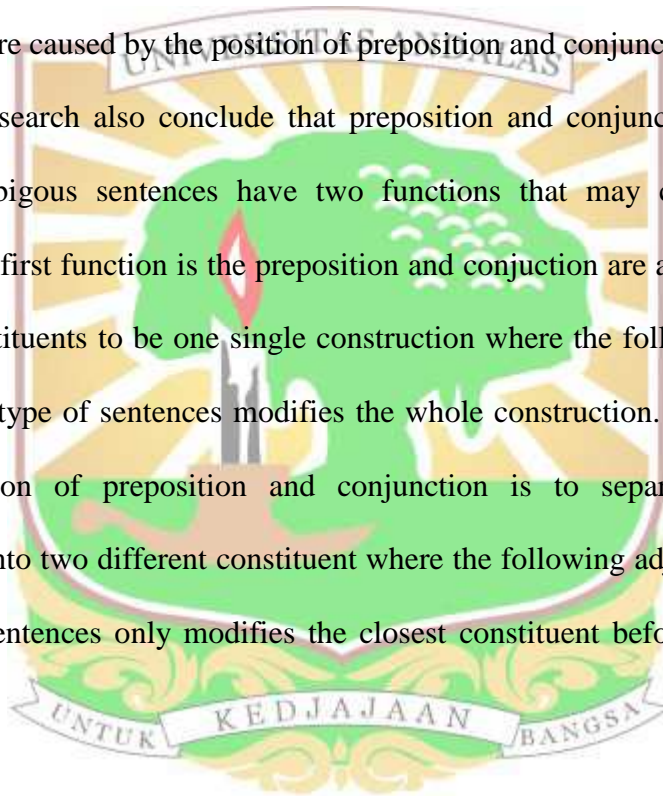 re caused by the position of preposition and conjunc
UNIVERSITAS ANDALAS
search also conclude that preposition and conjunc
bigous sentences have two functions that may
first function is the preposition and conjuction are a
tituents to be one single construction where the foll
type of sentences modifies the whole construction.
on of preposition and conjunction is to separ
nto two different constituent where the following ad
entences only modifies the closest constituent befo
UNTUK KEDJAJAAN BANGSA